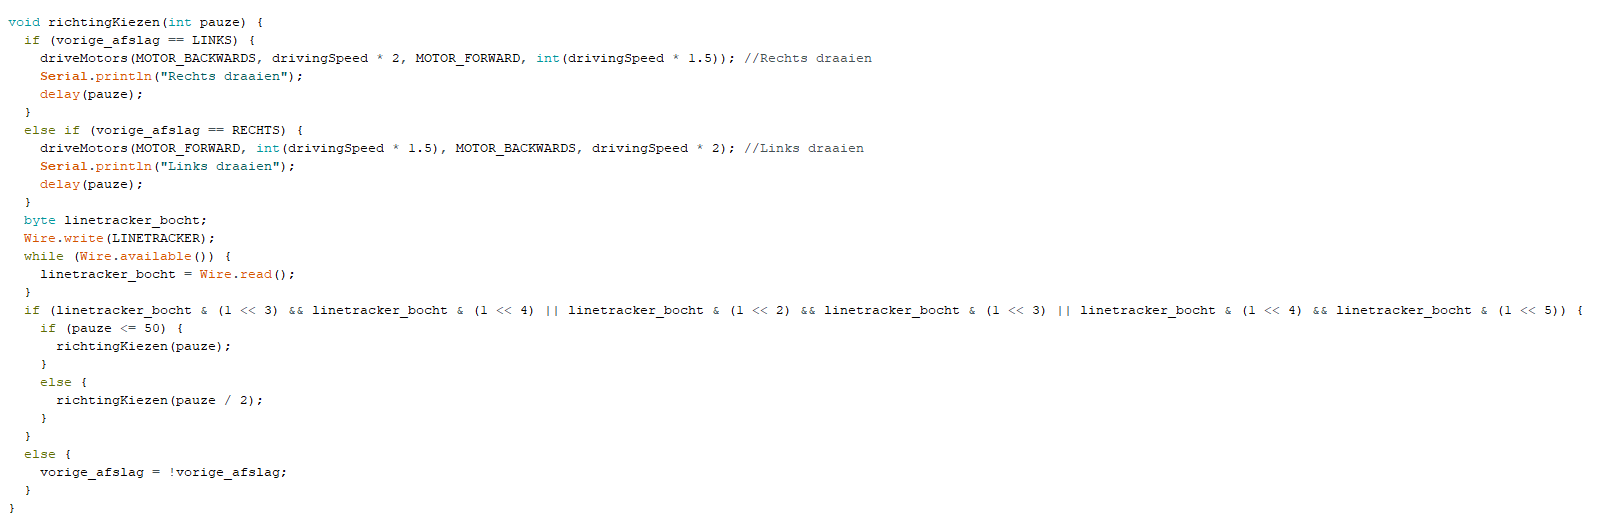 void richtingKiezen(int pauze) {
  if (vorige_afslag == LINKS) {
    driveMotors(MOTOR_BACKWARDS, drivingSpeed * 2, MOTOR_FORWARD, int(drivingSpeed * 1.5)); //Rechts draaien
    Serial.println("Rechts draaien");
    delay(pauze);
  }
  else if (vorige_afslag == RECHTS) {
    driveMotors(MOTOR_FORWARD, int(drivingSpeed * 1.5), MOTOR_BACKWARDS, drivingSpeed * 2); //Links draaien
    Serial.println("Links draaien");
    delay(pauze);
  }
  byte linetracker_bocht;
  Wire.write(LINETRACKER);
  while (Wire.available()) {
    linetracker_bocht = Wire.read();
  }
  if (linetracker_bocht & (1 << 3) && linetracker_bocht & (1 << 4) || linetracker_bocht & (1 << 2) && linetracker_bocht & (1 << 3) || linetracker_bocht & (1 << 4) && linetracker_bocht & (1 << 5)) {
    if (pauze <= 50) {
      richtingKiezen(pauze);
    }
    else {
      richtingKiezen(pauze / 2);
    }
  }
  else {
    vorige_afslag = !vorige_afslag;
  }
}